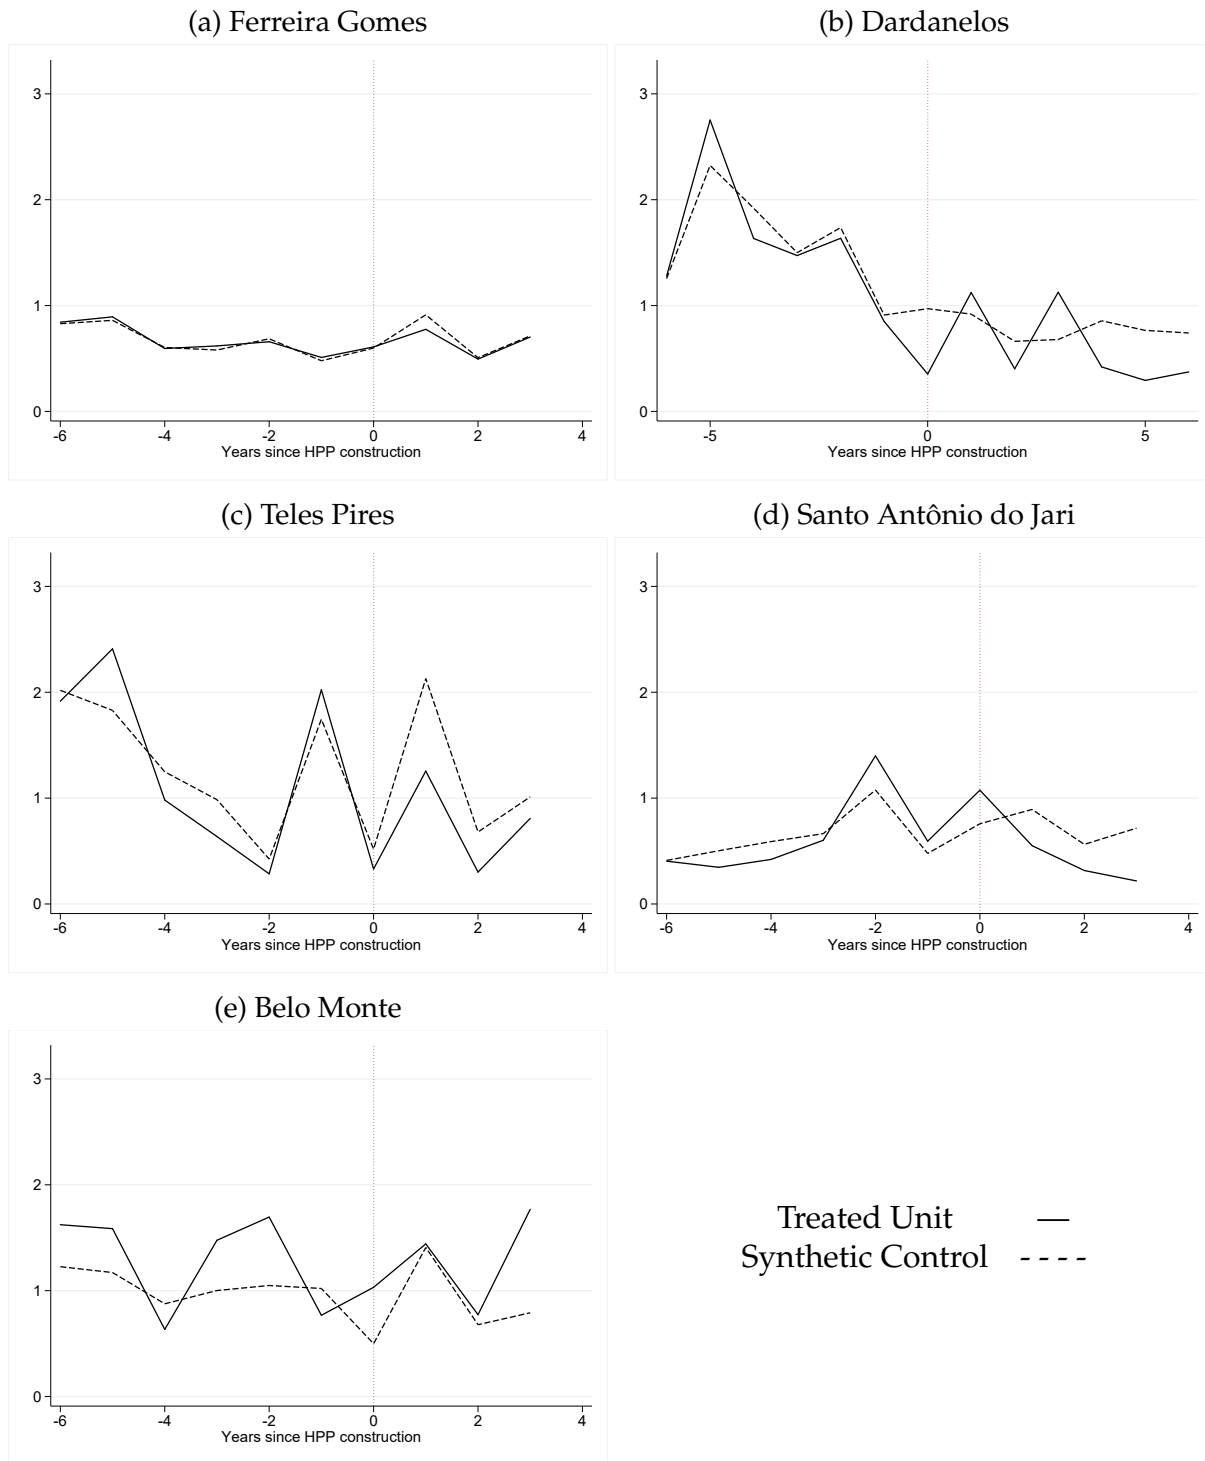 (a) Ferreira Gomes
3
2
1
0
-6 -4 -2 0 2 4
Years since HPP construction
(b) Dardanelos
3
2
1
0
-5 0 5
Years since HPP construction
(c) Teles Pires
3
2
1
0
-6 -4 -2 0 2 4
Years since HPP construction
(d) Santo Antônio do Jari
3
2
1
0
-6 -4 -2 0 2 4
Years since HPP construction
(e) Belo Monte
3
2
1
0
-6 -4 -2 0 2 4
Years since HPP construction
Treated Unit
Synthetic Control